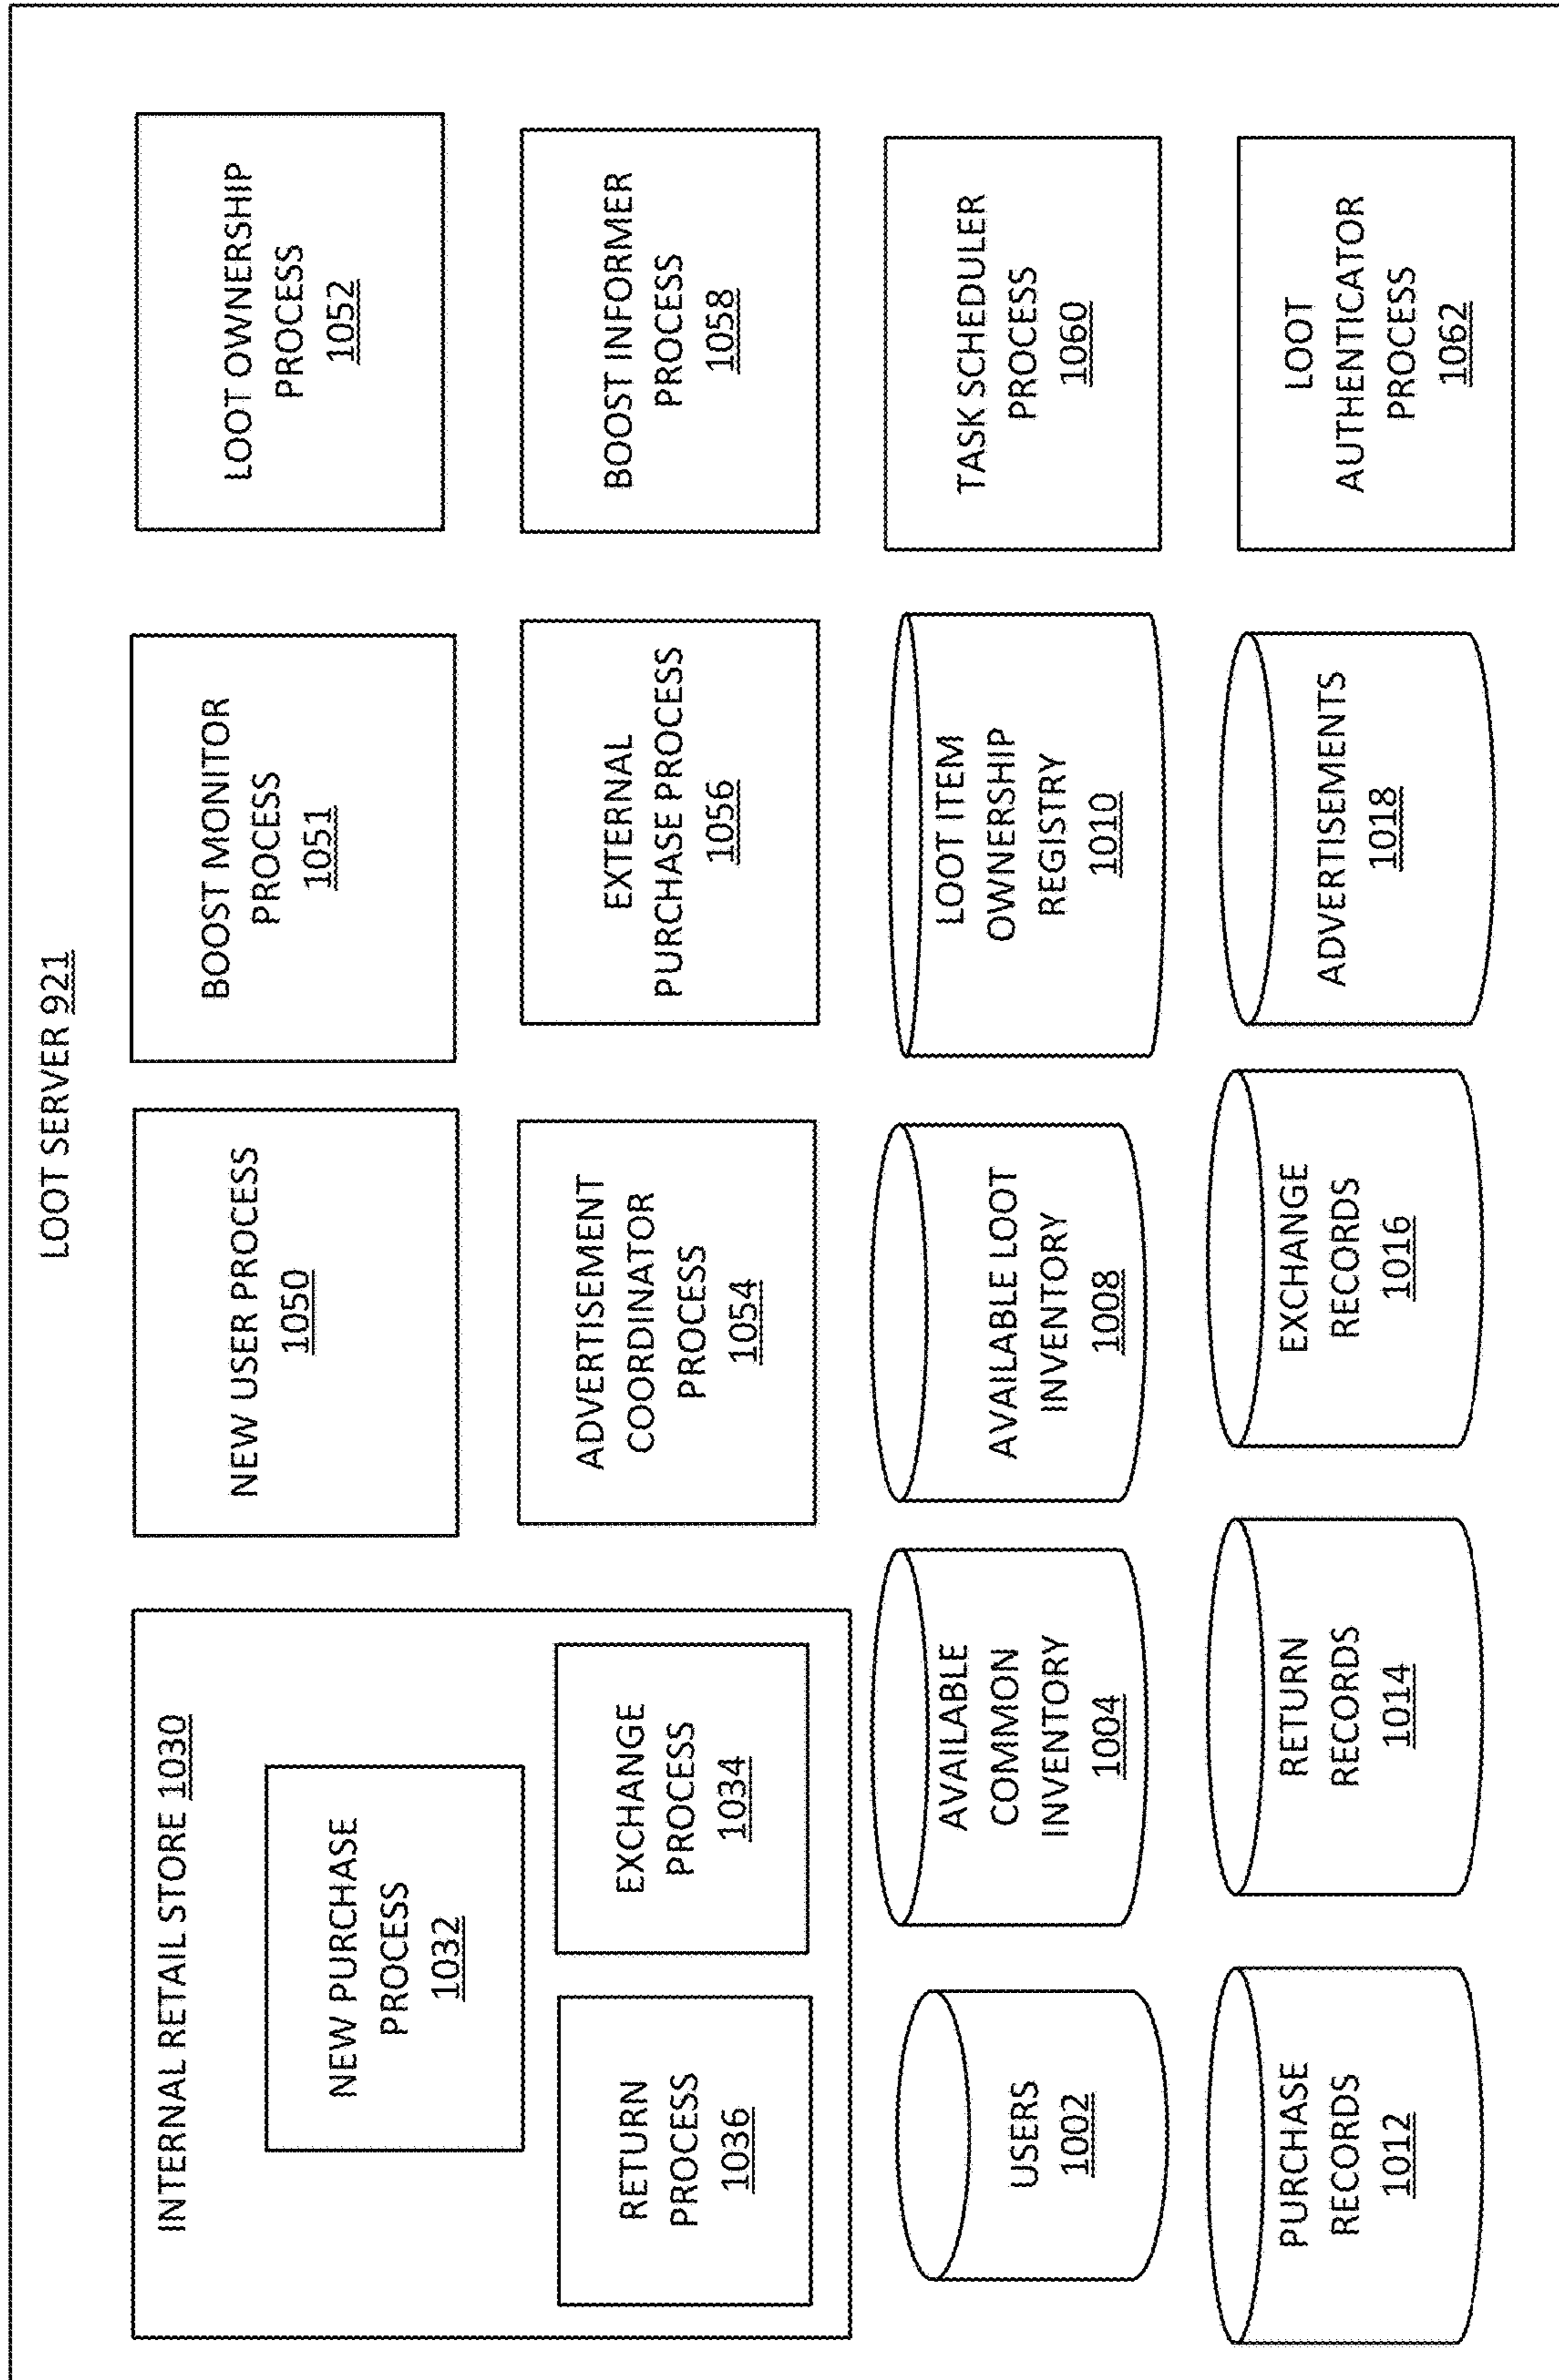 LOOT SERVER 921
INTERNAL RETAIL STORE 1030
NEW PURCHASE
PROCESS
1032
RETURN
PROCESS
1036
EXCHANGE
PROCESS
1034
NEW USER PROCESS
1050
BOOST MONITOR
PROCESS
1051
LOOT OWNERSHIP
PROCESS
1052
ADVERTISEMENT
COORDINATOR
PROCESS
1054
EXTERNAL
PURCHASE PROCESS
1056
BOOST INFORMER
PROCESS
1058
USERS
1002
AVAILABLE
COMMON
INVENTORY
1004
AVAILABLE LOOT
INVENTORY
1008
LOOT ITEM
OWNERSHIP
REGISTRY
1010
TASK SCHEDULER
PROCESS
1060
PURCHASE
RECORDS
1012
RETURN
RECORDS
1014
EXCHANGE
RECORDS
1016
ADVERTISEMENTS
1018
LOOT
AUTHENTICATOR
PROCESS
1062